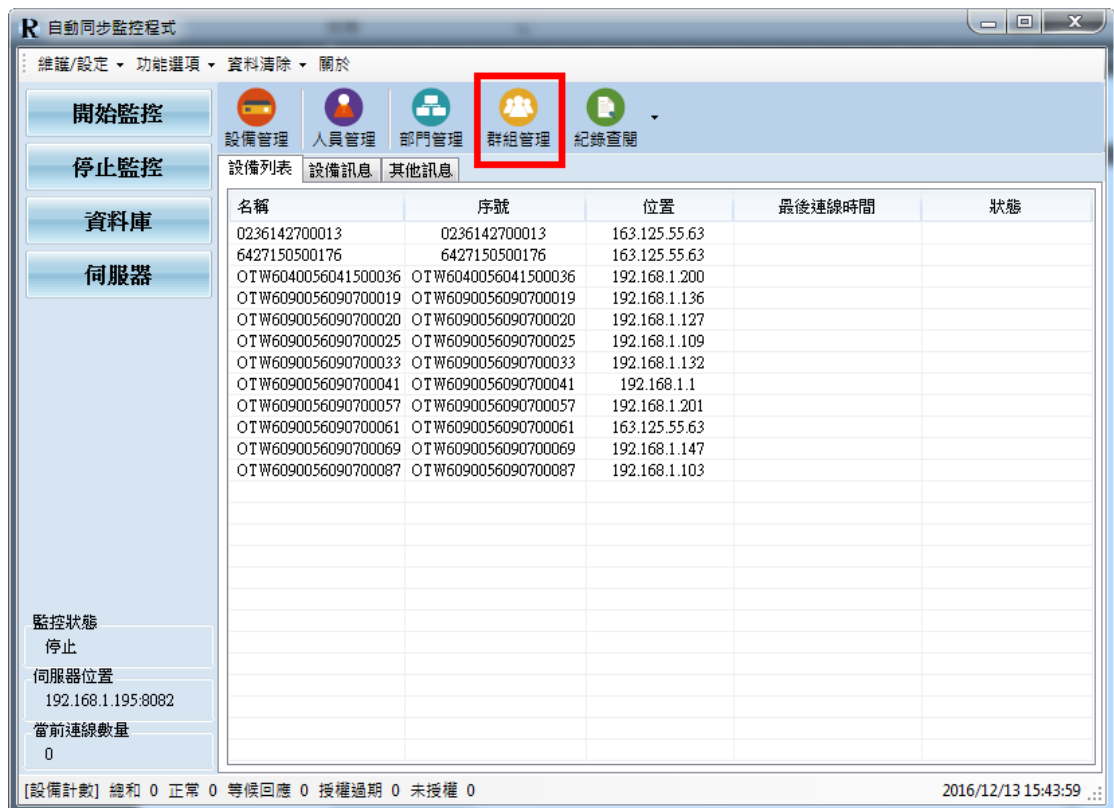 R 自動同步監控程式
維護/設定 功能選項 資料清除 關於
開始監控
停止監控
資料庫
伺服器
設備管理 人員管理 部門管理 群組管理 紀錄查閱
設備列表 設備訊息 其他訊息
名稱 序號 位置 最後連線時間 狀態
0236142700013 0236142700013 163.125.55.63
6427150500176 6427150500176 163.125.55.63
OTW6040056041500036 OTW6040056041500036 192.168.1.200
OTW6090056090700019 OTW6090056090700019 192.168.1.136
OTW6090056090700020 OTW6090056090700020 192.168.1.127
OTW6090056090700025 OTW6090056090700025 192.168.1.109
OTW6090056090700033 OTW6090056090700033 192.168.1.132
OTW6090056090700041 OTW6090056090700041 192.168.1.1
OTW6090056090700057 OTW6090056090700057 192.168.1.201
OTW6090056090700061 OTW6090056090700061 163.125.55.63
OTW6090056090700069 OTW6090056090700069 192.168.1.147
OTW6090056090700087 OTW6090056090700087 192.168.1.103
監控狀態
停止
伺服器位置
192.168.1.195:8082
當前連線數量
0
[設備計數] 總和 0 正常 0 等候回應 0 授權過期 0 未授權 0 2016/12/13 15:43:59